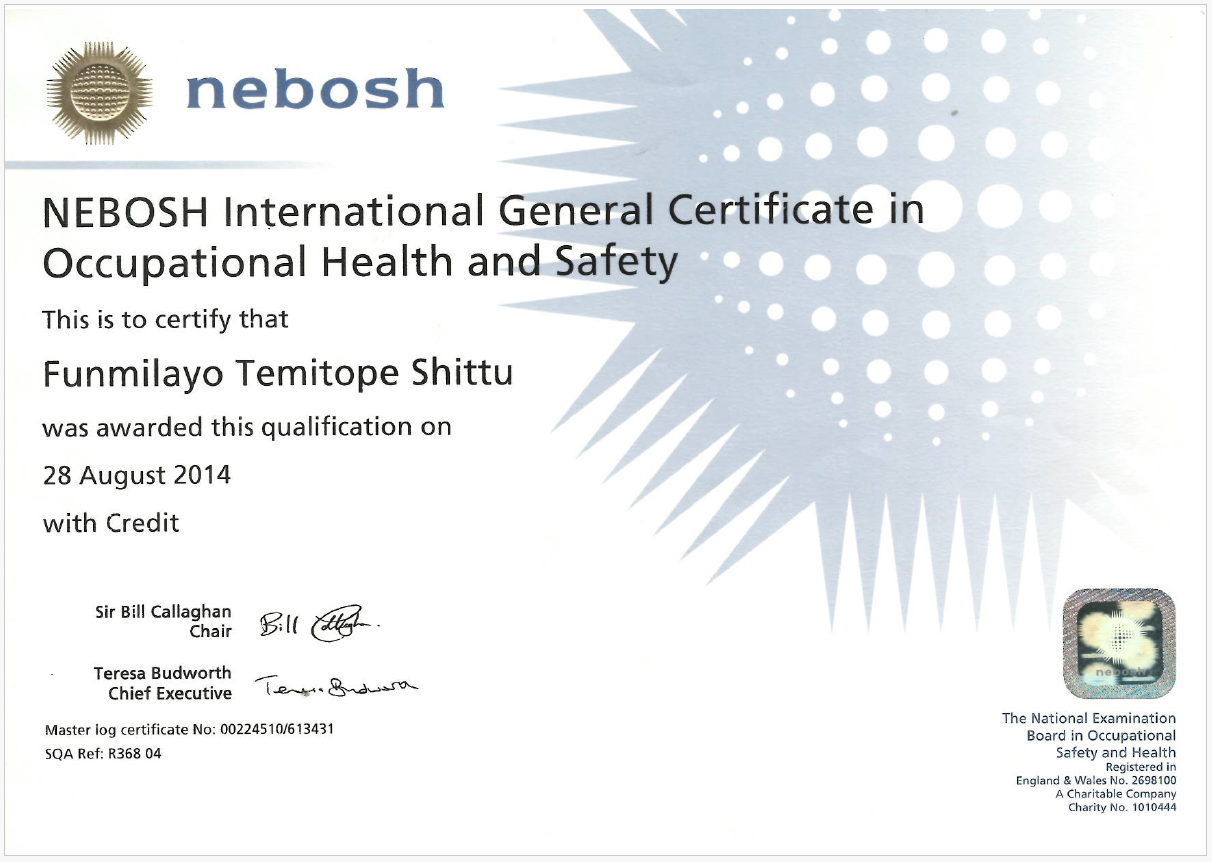 nebosh
NEBOSH International General Certificate in
Occupational Health and Safety
This is to certify that
Funmilayo Temitope Shittu
was awarded this qualification on
28 August 2014
with Credit
Sir Bill Callaghan
Chair
Bill Callaghan
Teresa Budworth
Chief Executive
Teresa Budworth
Master log certificate No: 00224510/613431
SQA Ref: R368 04
nebosh
The National Examination
Board in Occupational
Safety and Health
Registered in
England & Wales No. 2698100
A Charitable Company
Charity No. 1010444